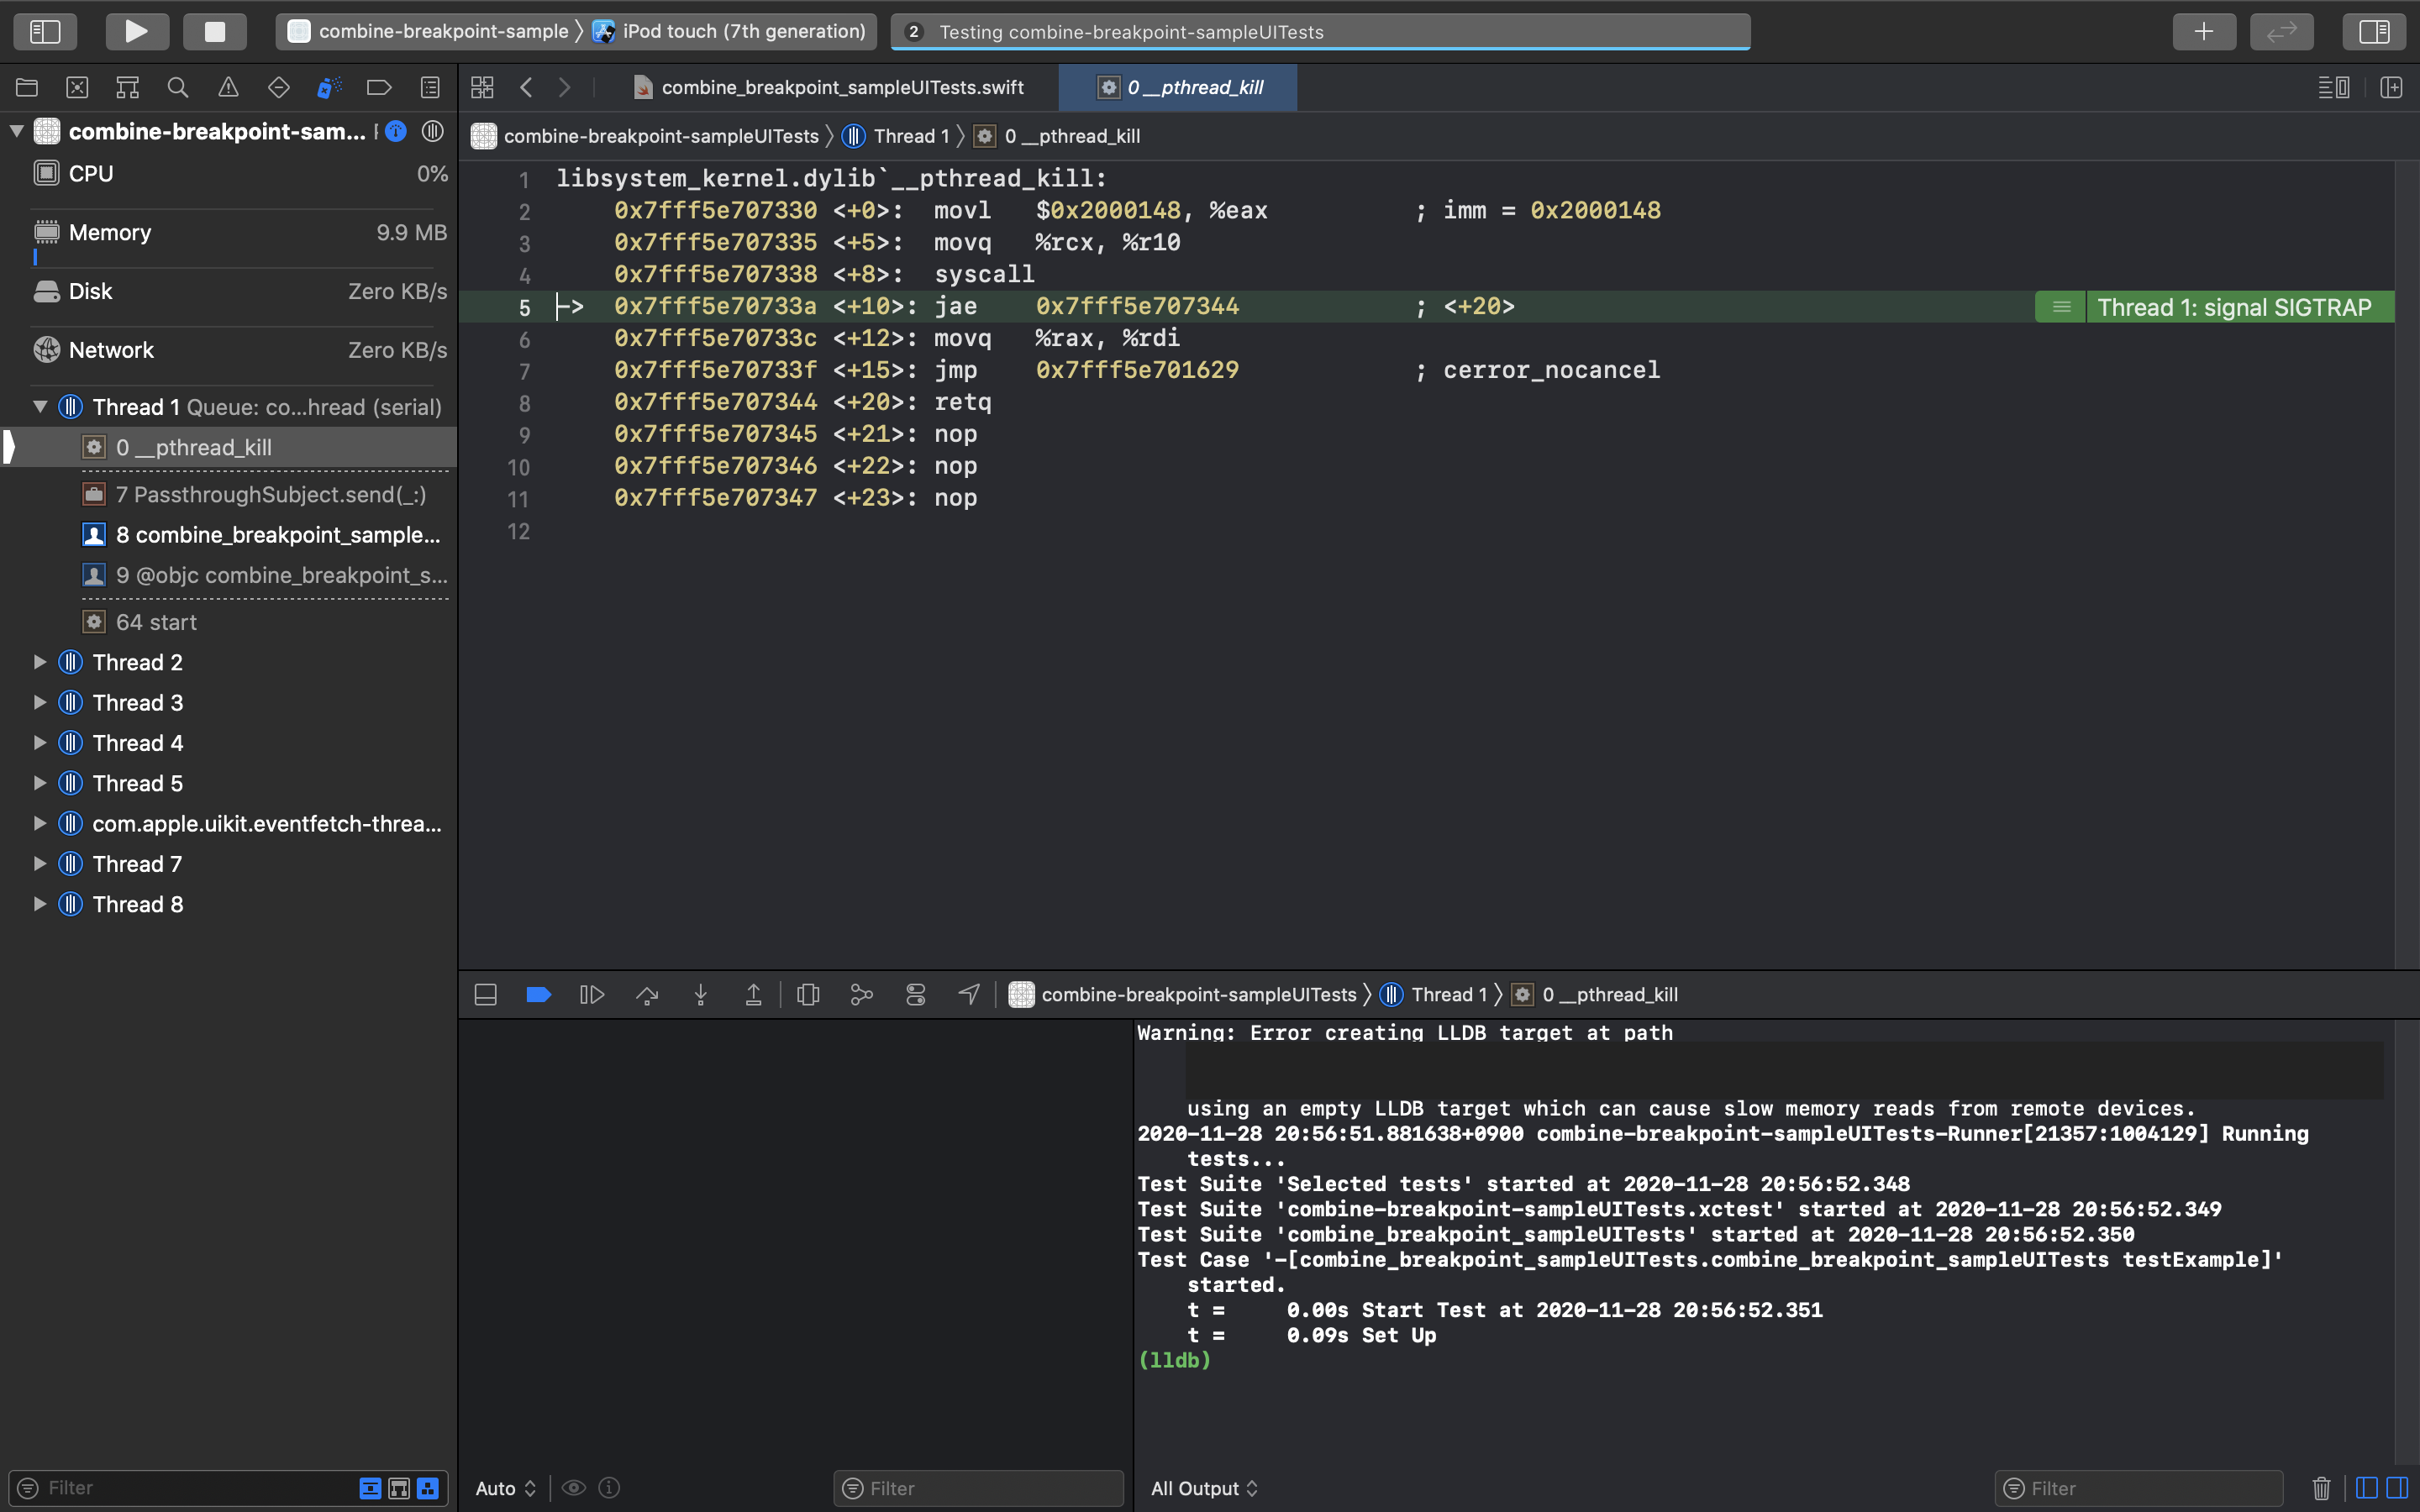 combine-breakpoint-sample 〉 iPod touch (7th generation)
2 Testing combine-breakpoint-sampleUITests
combine_breakpoint_sampleUITests.swift
0 __pthread_kill
combine-breakpoint-sam...
CPU 0%
Memory 9.9 MB
Disk Zero KB/s
Network Zero KB/s
Thread 1 Queue: co...hread (serial)
0 __pthread_kill
7 PassthroughSubject.send(_:)
8 combine_breakpoint_sample...
9 @objc combine_breakpoint_s...
64 start
Thread 2
Thread 3
Thread 4
Thread 5
com.apple.uikit.eventfetch-threa...
Thread 7
Thread 8
Filter
combine-breakpoint-sampleUITests 〉 Thread 1 〉 0 __pthread_kill
1 libsystem_kernel.dylib`__pthread_kill:
2 0x7fff5e707330 <+0>: movl $0x2000148, %eax ; imm = 0x2000148
3 0x7fff5e707335 <+5>: movq %rcx, %r10
4 0x7fff5e707338 <+8>: syscall
5 -> 0x7fff5e70733a <+10>: jae 0x7fff5e707344 ; <+20> Thread 1: signal SIGTRAP
6 0x7fff5e70733c <+12>: movq %rax, %rdi
7 0x7fff5e70733f <+15>: jmp 0x7fff5e701629 ; cerror_nocancel
8 0x7fff5e707344 <+20>: retq
9 0x7fff5e707345 <+21>: nop
10 0x7fff5e707346 <+22>: nop
11 0x7fff5e707347 <+23>: nop
12
combine-breakpoint-sampleUITests 〉 Thread 1 〉 0 __pthread_kill
Auto
Filter
Warning: Error creating LLDB target at path
using an empty LLDB target which can cause slow memory reads from remote devices.
2020-11-28 20:56:51.881638+0900 combine-breakpoint-sampleUITests-Runner[21357:1004129] Running
tests...
Test Suite 'Selected tests' started at 2020-11-28 20:56:52.348
Test Suite 'combine-breakpoint-sampleUITests.xctest' started at 2020-11-28 20:56:52.349
Test Suite 'combine_breakpoint_sampleUITests' started at 2020-11-28 20:56:52.350
Test Case '-[combine_breakpoint_sampleUITests.combine_breakpoint_sampleUITests testExample]'
started.
t = 0.00s Start Test at 2020-11-28 20:56:52.351
t = 0.09s Set Up
(lldb)
All Output
Filter